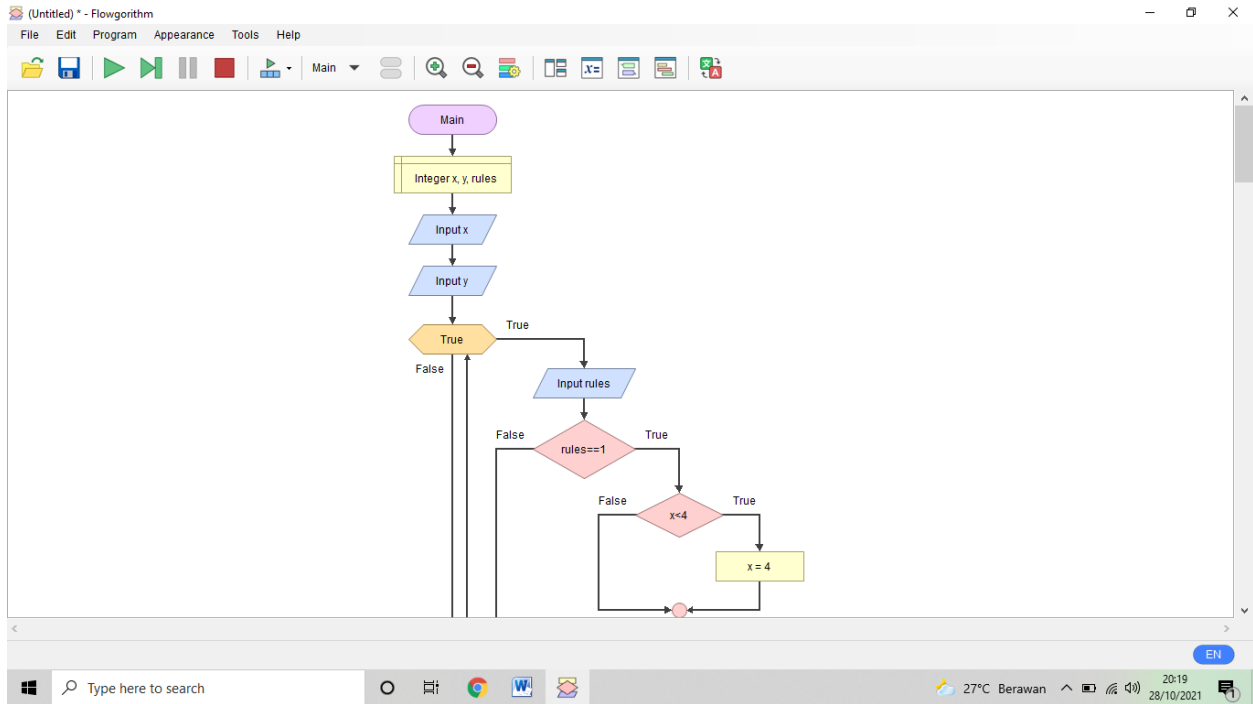 (Untitled) * - Flowgorithm
File Edit Program Appearance Tools Help
Main
x=
Main
Integer x, y, rules
Input x
Input y
True
True
False
Input rules
False
True
rules==1
False
True
x<4
x = 4
EN
Type here to search
27°C Berawan
20:19
28/10/2021
1